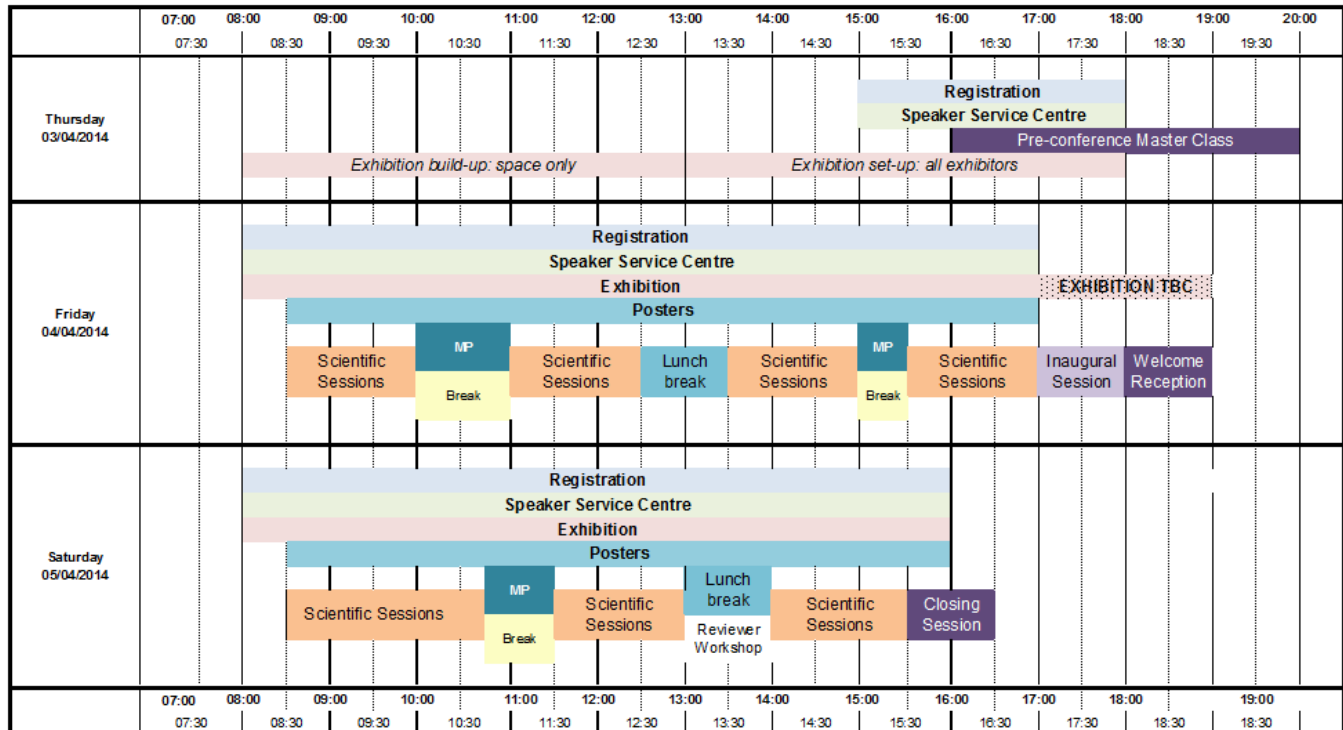 07:00 08:00 09:00 10:00 11:00 12:00 13:00 14:00 15:00 16:00 17:00 18:00 19:00 20:00
07:30 08:30 09:30 10:30 11:30 12:30 13:30 14:30 15:30 16:30 17:30 18:30 19:30
Thursday
03/04/2014
Registration
Speaker Service Centre
Pre-conference Master Class
Exhibition build-up: space only
Exhibition set-up: all exhibitors
Friday
04/04/2014
Registration
Speaker Service Centre
Exhibition
EXHIBITION TBC
Posters
Scientific
Sessions
MP
Break
Scientific
Sessions
Lunch
break
Scientific
Sessions
MP
Break
Scientific
Sessions
Inaugural
Session
Welcome
Reception
Saturday
05/04/2014
Registration
Speaker Service Centre
Exhibition
Posters
Scientific Sessions
MP
Break
Scientific
Sessions
Lunch
break
Reviewer
Workshop
Scientific
Sessions
Closing
Session
07:00 08:00 09:00 10:00 11:00 12:00 13:00 14:00 15:00 16:00 17:00 18:00 19:00
07:30 08:30 09:30 10:30 11:30 12:30 13:30 14:30 15:30 16:30 17:30 18:30 18:30